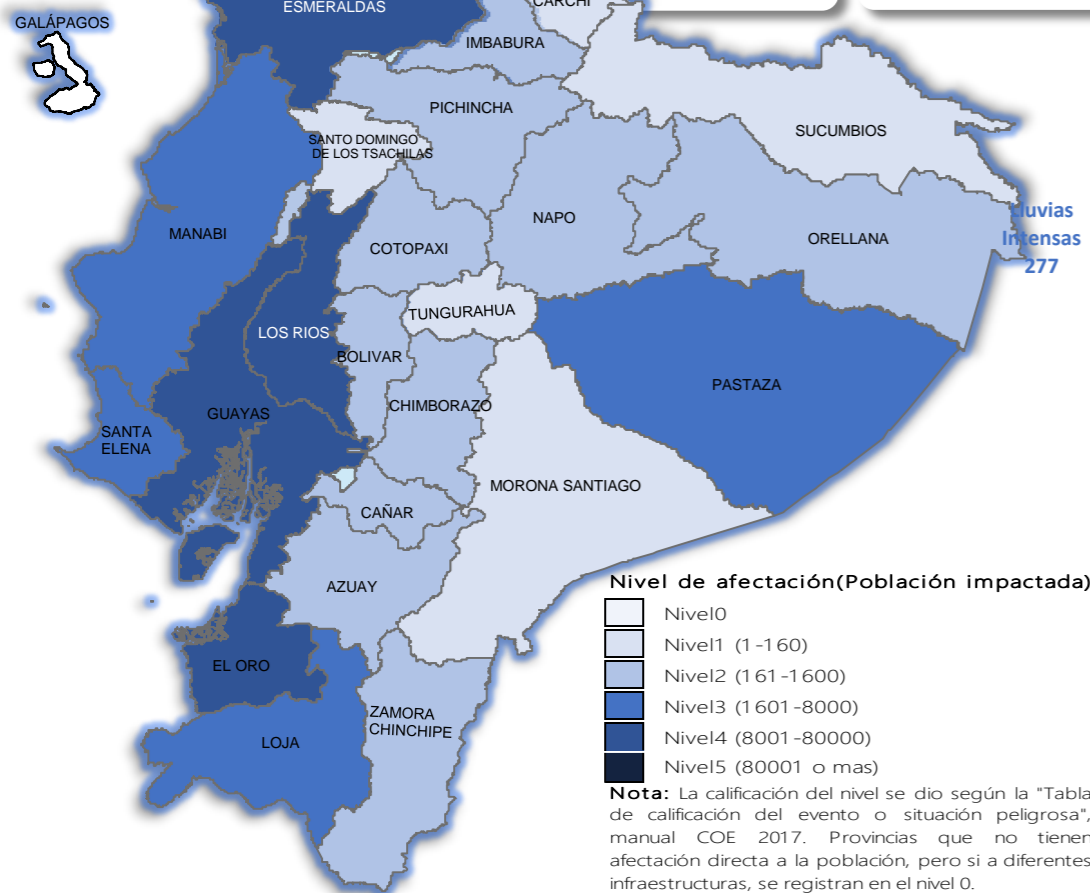 ESMERALDAS
CARCHI
GALÁPAGOS
IMBABURA
PICHINCHA
SUCUMBIOS
SANTO DOMINGO
DE LOS TSACHILAS
NAPO
lluvias
Intensas
277
MANABI
ORELLANA
COTOPAXI
TUNGURAHUA
LOS RIOS
BOLIVAR
PASTAZA
CHIMBORAZO
GUAYAS
SANTA
ELENA
MORONA SANTIAGO
CAÑAR
AZUAY
EL ORO
ZAMORA
CHINCHIPE
LOJA
Nivel de afectación(Población impactada)
Nivel0
Nivel1 (1-160)
Nivel2 (161-1600)
Nivel3 (1601-8000)
Nivel4 (8001-80000)
Nivel5 (80001 o mas)
Nota: La calificación del nivel se dio según la "Tabla
de calificación del evento o situación peligrosa",
manual COE 2017. Provincias que no tienen
afectación directa a la población, pero si a diferentes
infraestructuras, se registran en el nivel 0.